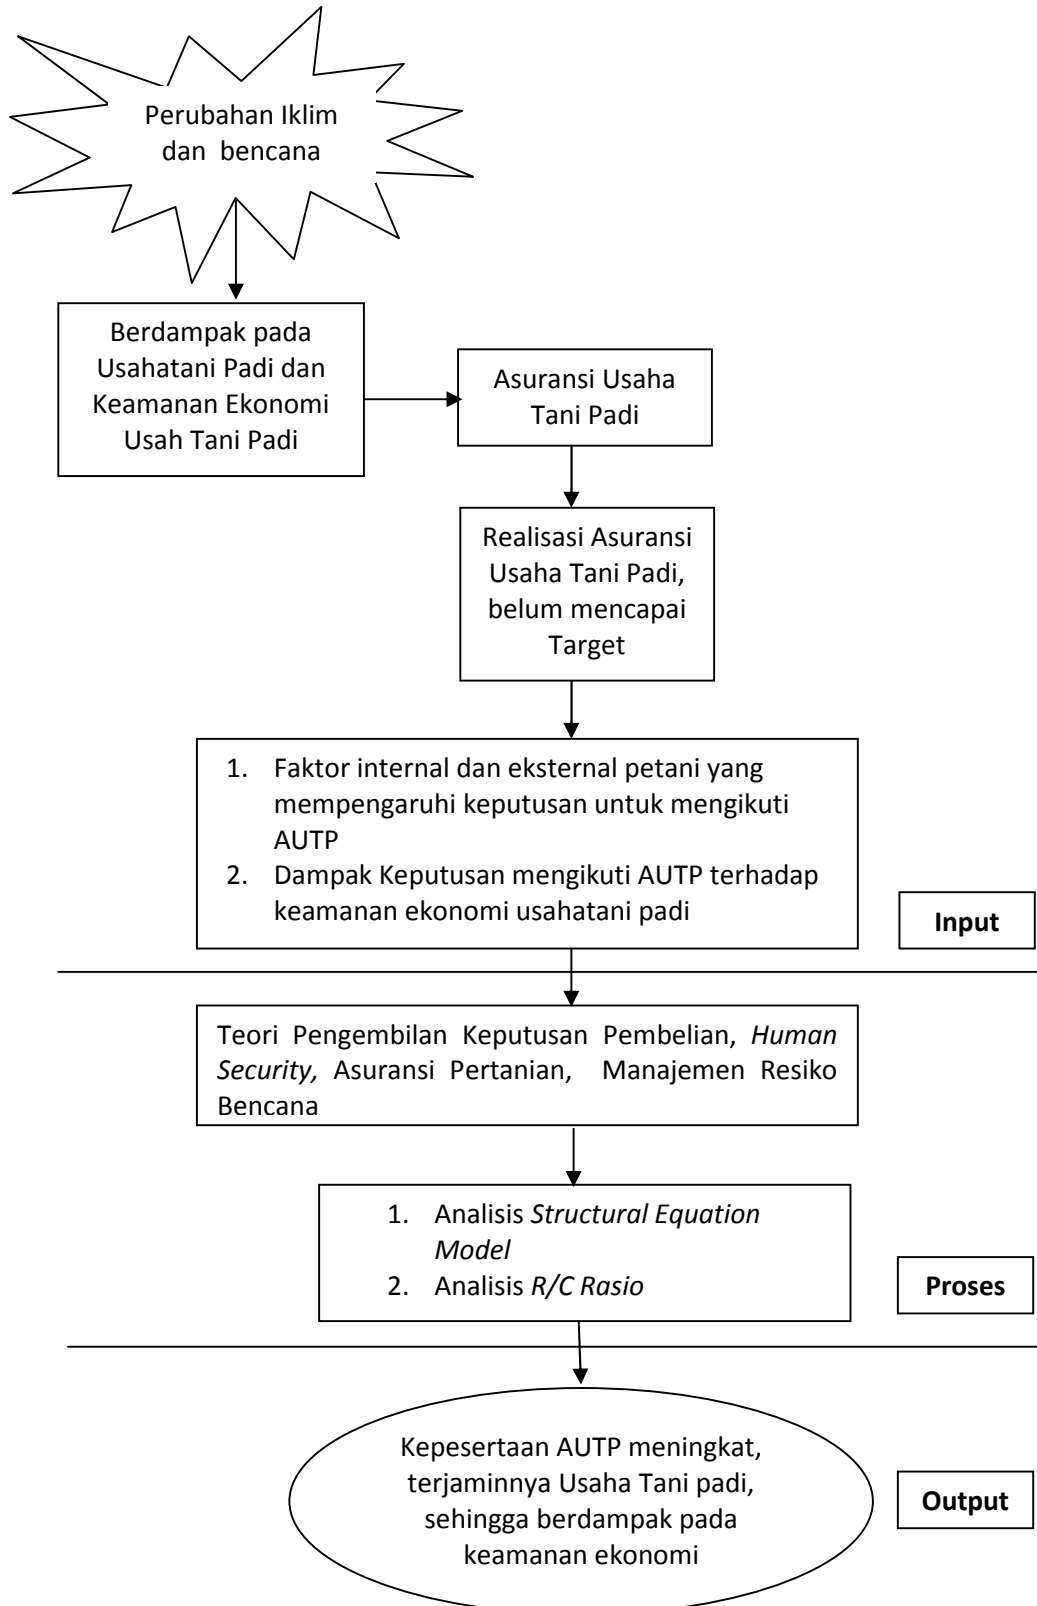 Perubahan Iklim
dan bencana
Berdampak pada
Usahatani Padi dan
Keamanan Ekonomi
Usah Tani Padi
Asuransi Usaha
Tani Padi
Realisasi Asuransi
Usaha Tani Padi,
belum mencapai
Target
1. Faktor internal dan eksternal petani yang
mempengaruhi keputusan untuk mengikuti
AUTP
2. Dampak Keputusan mengikuti AUTP terhadap
keamanan ekonomi usahatani padi
Input
Teori Pengembilan Keputusan Pembelian, Human
Security, Asuransi Pertanian, Manajemen Resiko
Bencana
1. Analisis Structural Equation
Model
2. Analisis R/C Rasio
Proses
Kepesertaan AUTP meningkat,
terjaminnya Usaha Tani padi,
sehingga berdampak pada
keamanan ekonomi
Output